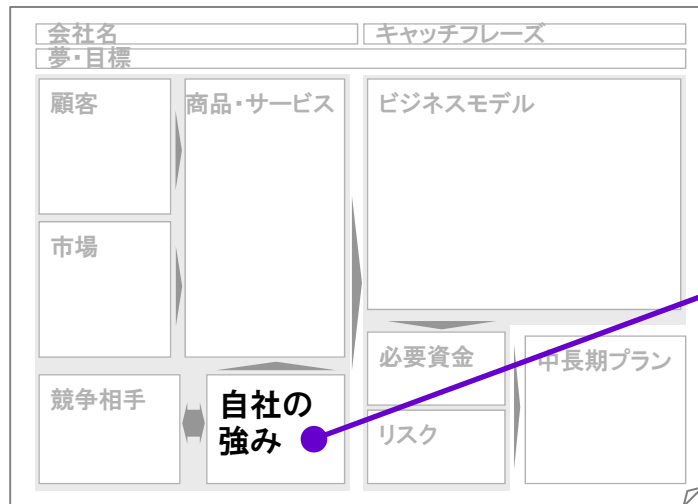 会社名
キャッチフレーズ
夢・目標
顧客
商品・サービス
ビジネスモデル
市場
競争相手
自社の
強み
必要資金
リスク
中長期プラン